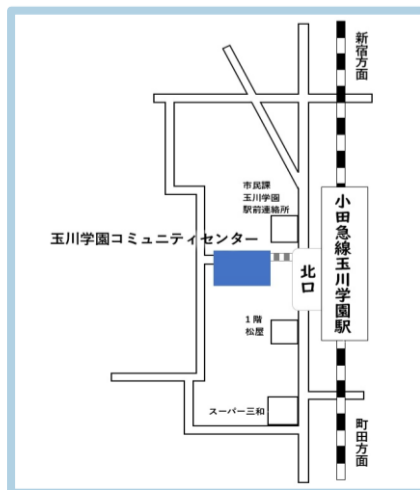 新宿方面
市民課
玉川学園
駅前連絡所
玉川学園コミュニティセンター
小田急線玉川学園駅
北口
１階
松屋
スーパー三和
町田方面